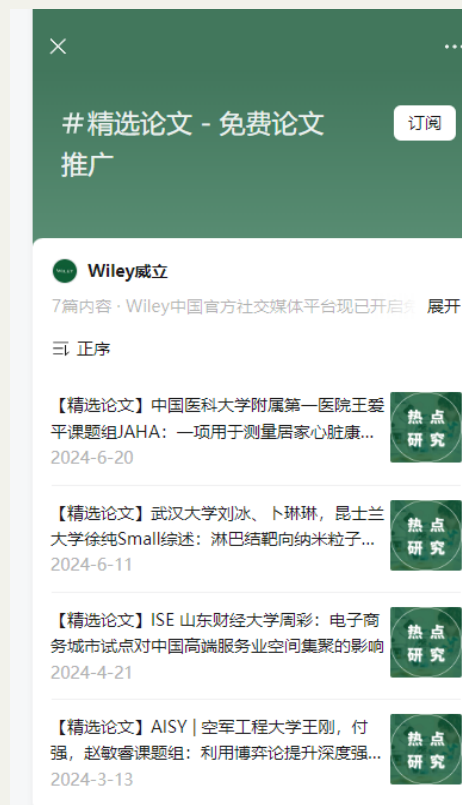 #精选论文 - 免费论文
推广
订阅
WILEY
Wiley威立
7篇内容 · Wiley中国官方社交媒体平台现已开启
展开
正序
【精选论文】中国医科大学附属第一医院王爱
平课题组JAHA：一项用于测量居家心脏康...
2024-6-20
热点
研究
【精选论文】武汉大学刘冰、卜琳琳，昆士兰
大学徐纯Small综述：淋巴结靶向纳米粒子...
2024-6-11
热点
研究
【精选论文】ISE 山东财经大学周彩：电子商
务城市试点对中国高端服务业空间集聚的影响
2024-4-21
热点
研究
【精选论文】AISY | 空军工程大学王刚，付
强，赵敏睿课题组：利用博弈论提升深度强...
2024-3-13
热点
研究